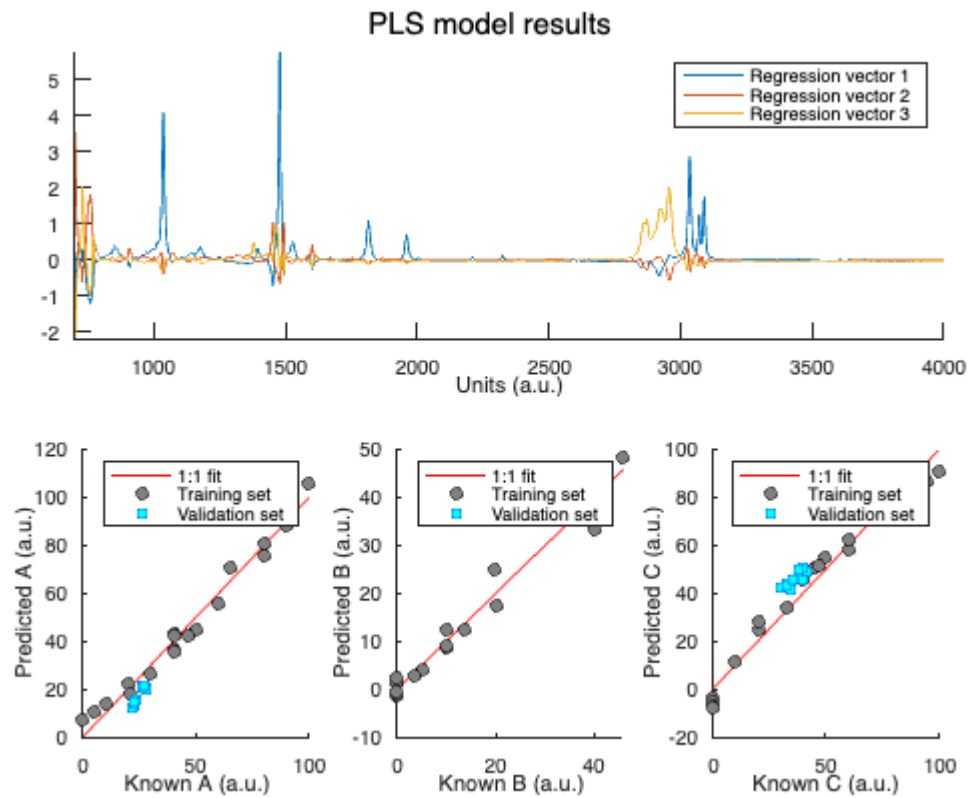 PLS model results
5
4
3
2
1
0
-1
-2
Regression vector 1
Regression vector 2
Regression vector 3
1000 1500 2000 2500 3000 3500 4000
Units (a.u.)
120
100
80
60
40
20
0
Predicted A (a.u.)
1:1 fit
Training set
Validation set
0 50 100
Known A (a.u.)
50
40
30
20
10
0
-10
Predicted B (a.u.)
1:1 fit
Training set
Validation set
0 20 40
Known B (a.u.)
100
80
60
40
20
0
-20
Predicted C (a.u.)
1:1 fit
Training set
Validation set
0 50 100
Known C (a.u.)